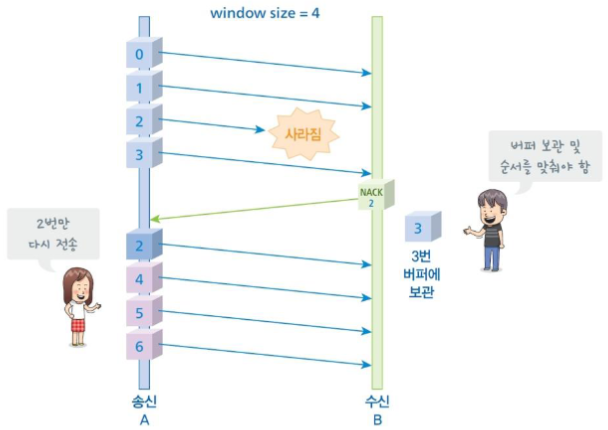 window size = 4
0
1
2
사라짐
3
버퍼 보관 및
순서를 맞춰야 함
NACK
2
2번만
다시 전송
3
3번
버퍼에
보관
2
4
5
6
송신
A
수신
B